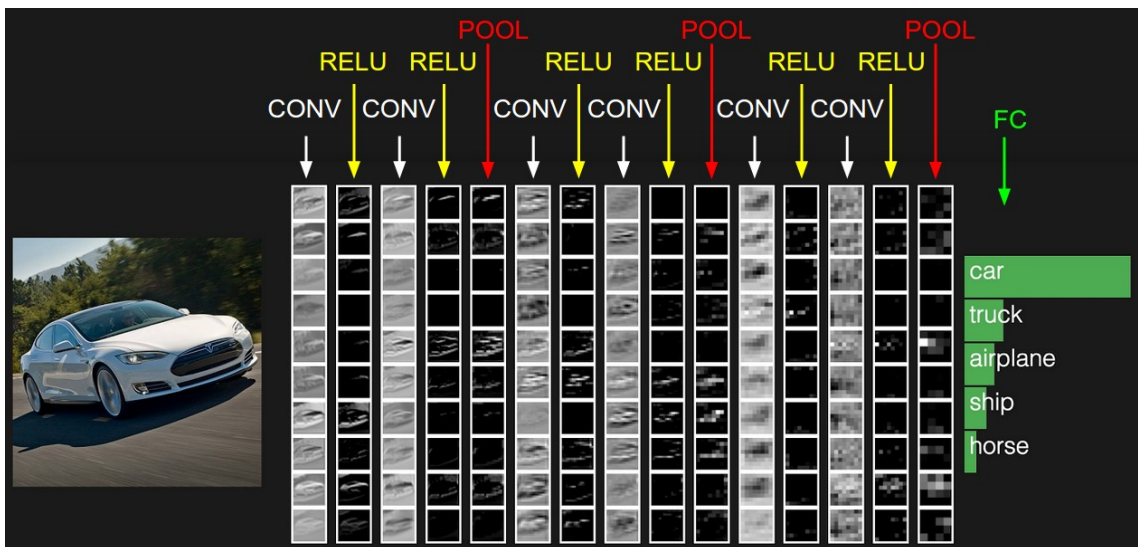 POOL POOL POOL
RELU RELU RELU RELU RELU RELU
CONV CONV CONV CONV CONV CONV
FC
car
truck
airplane
ship
horse